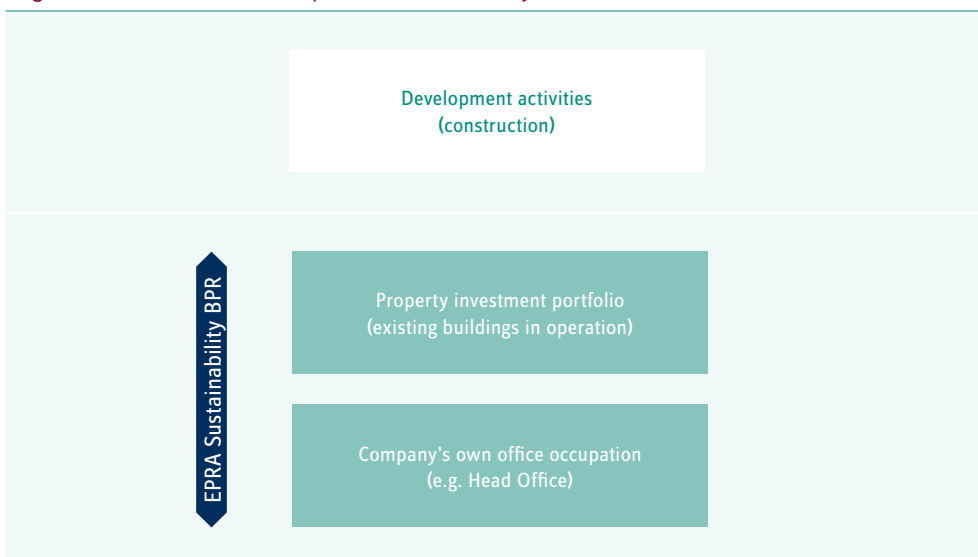 Development activities
(construction)
EPRA Sustainability BPR
Property investment portfolio
(existing buildings in operation)
Company's own office occupation
(e.g. Head Office)